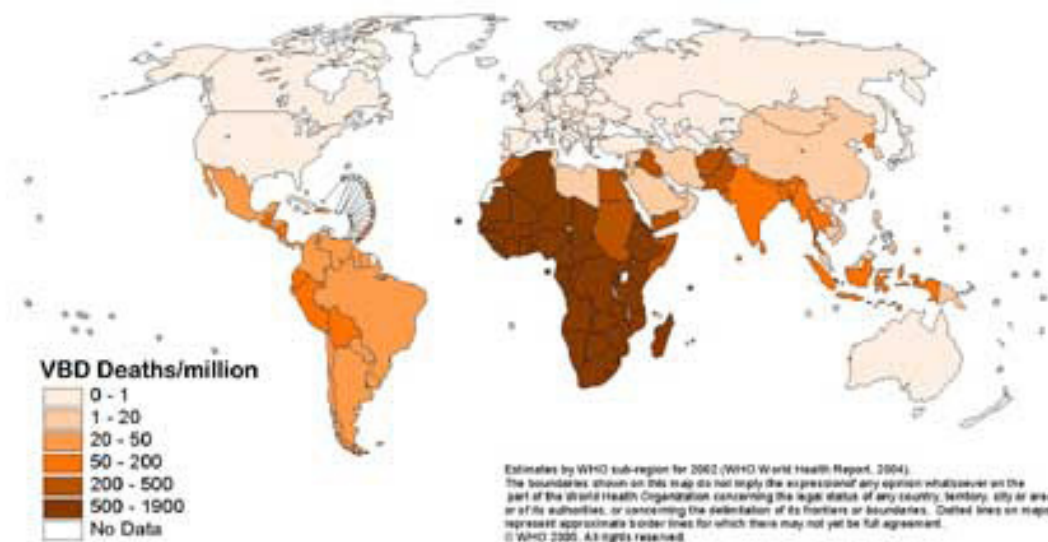 VBD Deaths/million
0 - 1
1 - 20
20 - 50
50 - 200
200 - 500
500 - 1900
No Data
Estimates by WHO sub-region for 2002 (WHO World Health Report, 2004).
The boundaries shown on this map do not imply the expression of any opinion whatsoever on the
part of the World Health Organization concerning the legal status of any country, territory, city or area
or of its authorities, or concerning the delimitation of its frontiers or boundaries. Dotted lines on maps
represent approximate border lines for which there may not yet be full agreement.
© WHO 2005. All rights reserved.